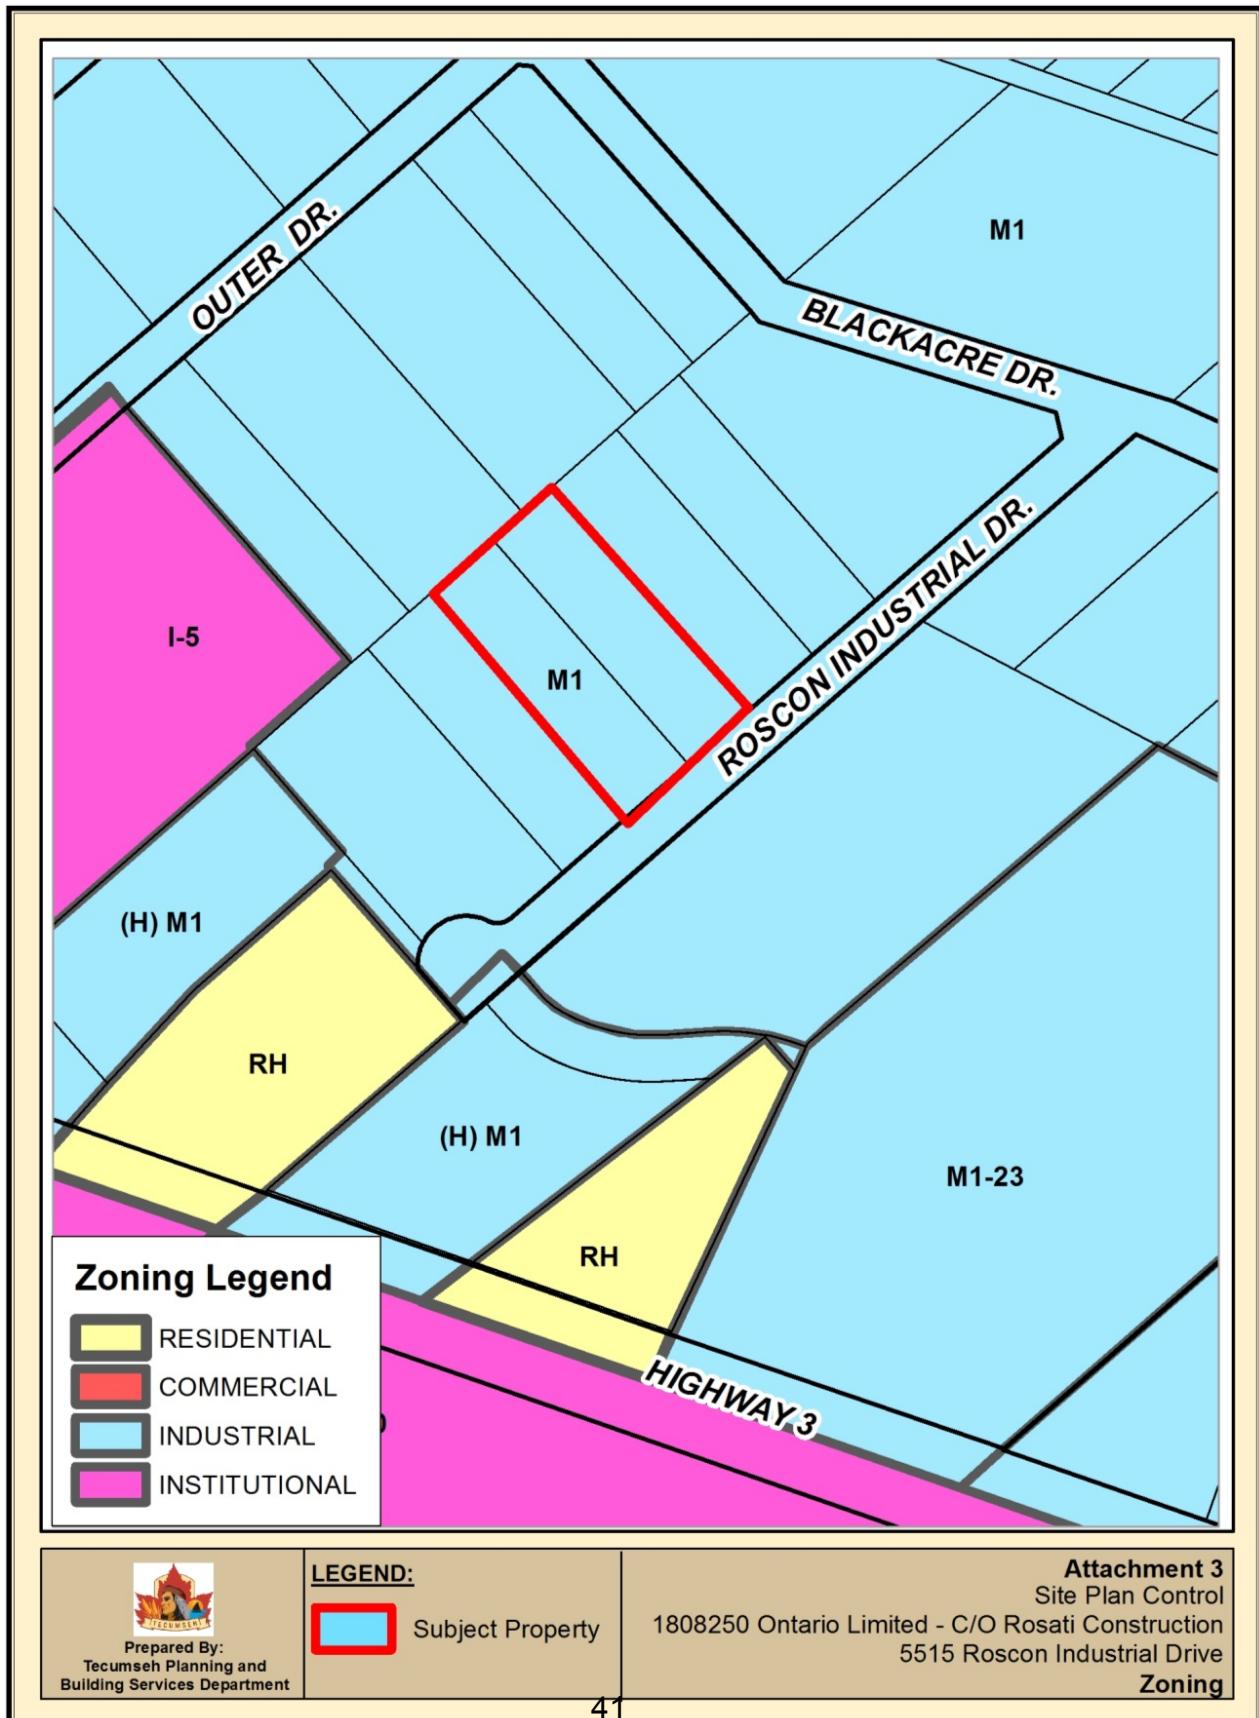 M1
OUTER DR.
BLACKACRE DR.
ROSCON INDUSTRIAL DR.
I-5
M1
(H) M1
RH
(H) M1
M1-23
RH
HIGHWAY 3
Zoning Legend
RESIDENTIAL
COMMERCIAL
INDUSTRIAL
INSTITUTIONAL
TECUMSEH
Prepared By:
Tecumseh Planning and
Building Services Department
LEGEND:
Subject Property
Attachment 3
Site Plan Control
1808250 Ontario Limited - C/O Rosati Construction
5515 Roscon Industrial Drive
Zoning
41